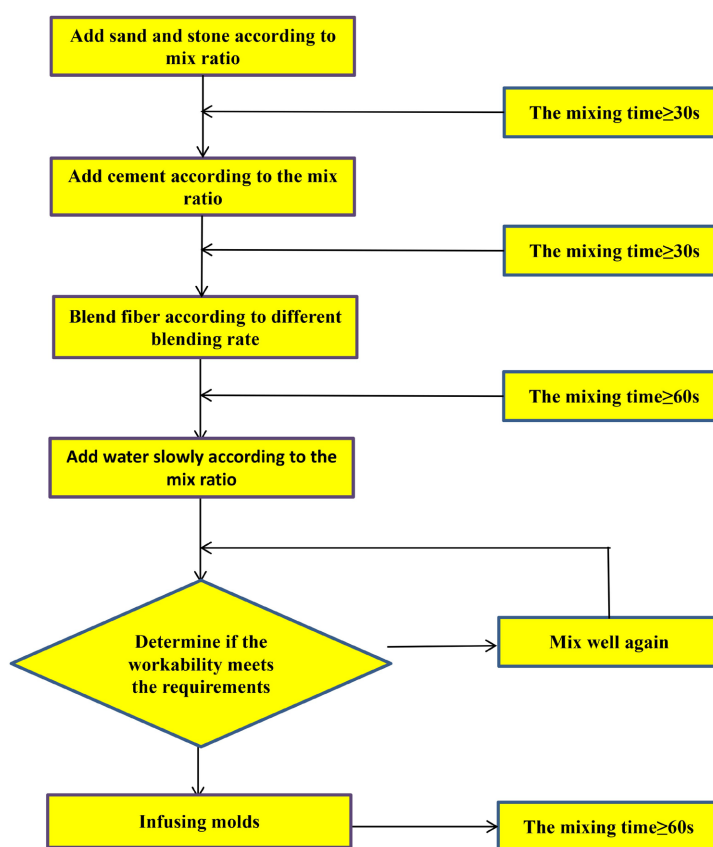 Add sand and stone according to
mix ratio
The mixing time≥30s
Add cement according to the mix
ratio
The mixing time≥30s
Blend fiber according to different
blending rate
The mixing time≥60s
Add water slowly according to the
mix ratio
Determine if the
workability meets
the requirements
Mix well again
Infusing molds
The mixing time≥60s